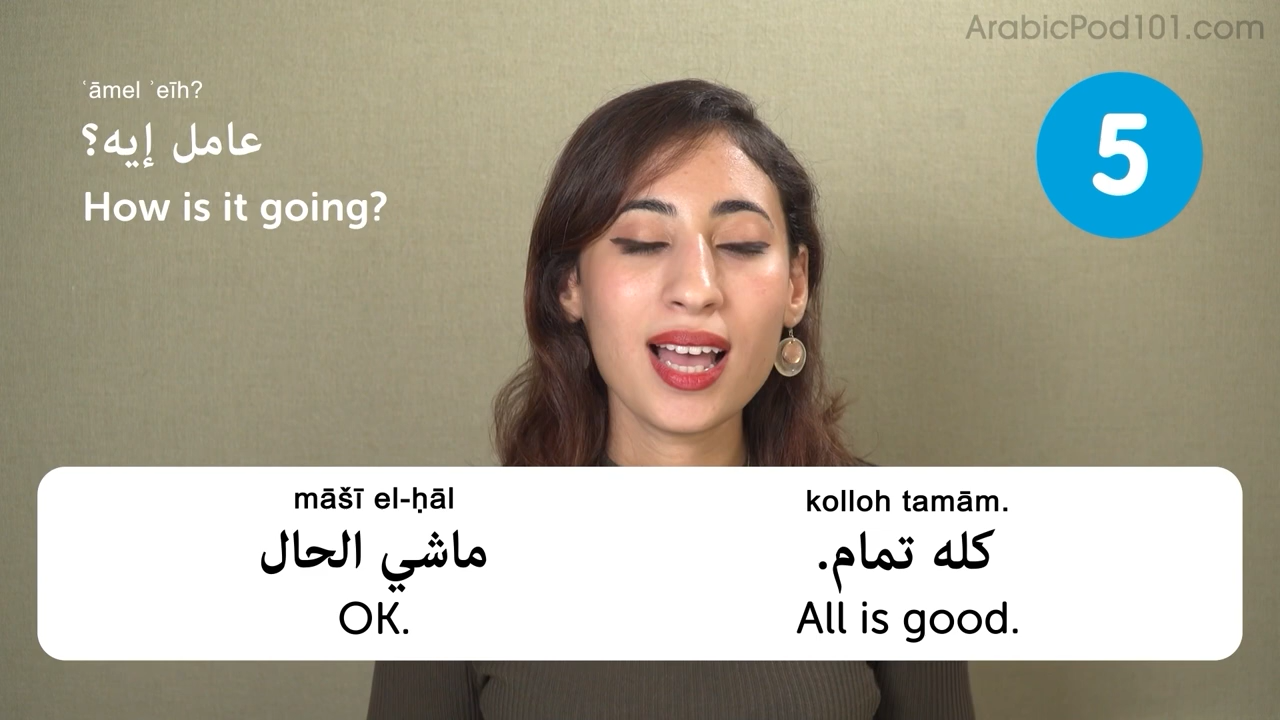 ArabicPod101.com
ʿāmel ʾeīh?
عامل إيه؟
How is it going?
5
māšī el-ḥāl
ماشي الحال
OK.
kolloh tamām.
كله تمام.
All is good.